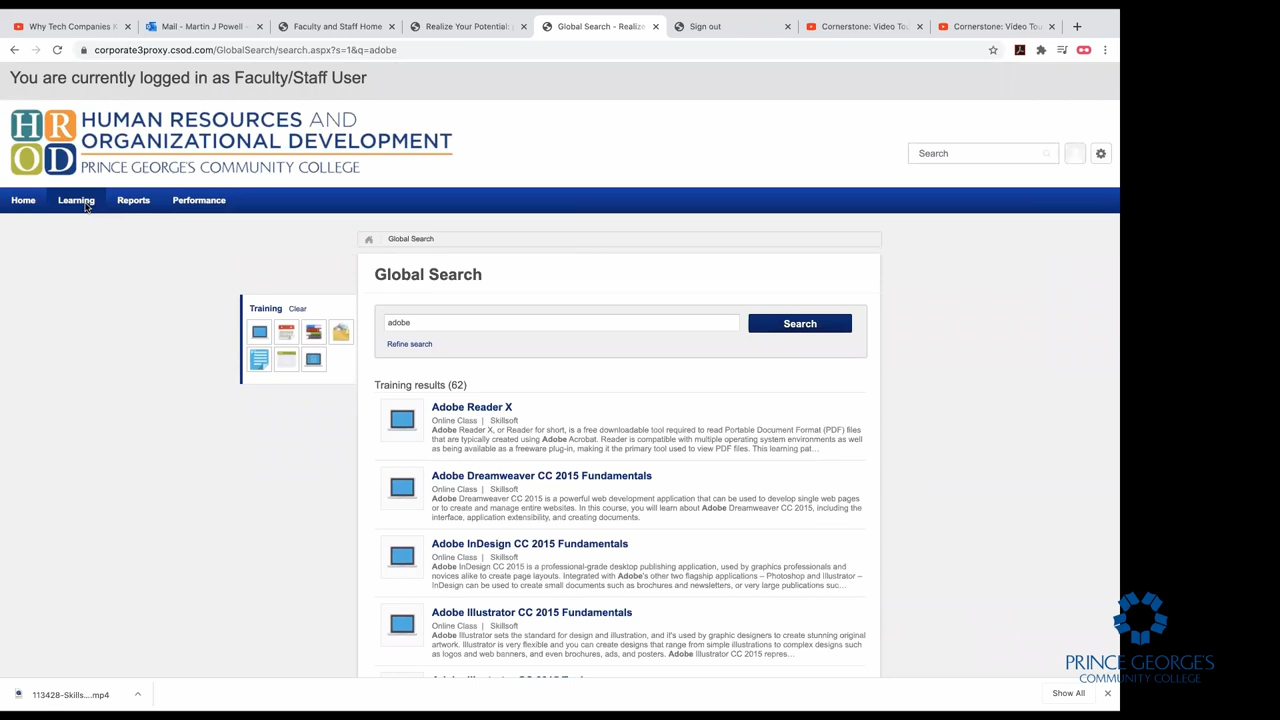 Why Tech Companies
Mail - Martin J Powell -
Faculty and Staff Home
Realize Your Potential:
Global Search - Realize
Sign out
Cornerstone: Video Tou
Cornerstone: Video Tou
corporate3proxy.csod.com/GlobalSearch/search.aspx?s=1&q=adobe
You are currently logged in as Faculty/Staff User
HR
OD
HUMAN RESOURCES AND
ORGANIZATIONAL DEVELOPMENT
PRINCE GEORGE'S COMMUNITY COLLEGE
Search
Home Learning Reports Performance
Global Search
Global Search
Training Clear
adobe
Search
Refine search
Training results (62)
Adobe Reader X
Online Class | Skillsoft
Adobe Reader X, or Reader for short, is a free downloadable tool required to read Portable Document Format (PDF) files
that are typically created using Adobe Acrobat. Reader is compatible with multiple operating system environments as well
as being available as a freeware plug-in, making it the primary tool used to view PDF files. This learning pat...
Adobe Dreamweaver CC 2015 Fundamentals
Online Class | Skillsoft
Adobe Dreamweaver CC 2015 is a powerful web development application that can be used to develop single web pages
or to create and manage entire websites. In this course, you will learn about Adobe Dreamweaver CC 2015, including the
interface, application extensibility, and creating documents.
Adobe InDesign CC 2015 Fundamentals
Online Class | Skillsoft
Adobe InDesign CC 2015 is a professional-grade desktop publishing application, used by graphics professionals and
novices alike to create page layouts. Integrated with Adobe's other two flagship applications – Photoshop and Illustrator –
InDesign can be used to create small documents such as brochures and newsletters, or very large publications suc...
Adobe Illustrator CC 2015 Fundamentals
Online Class | Skillsoft
Adobe Illustrator sets the standard for design and illustration, and it's used by graphic designers to create stunning original
artwork. Illustrator is very flexible and you can create designs that range from simple illustrations to complex designs such
as logos and web banners, and even brochures, ads, and posters. Adobe Illustrator CC 2015 repres...
PRINCE GEORGE'S
COMMUNITY COLLEGE
113428-Skills....mp4
Show All